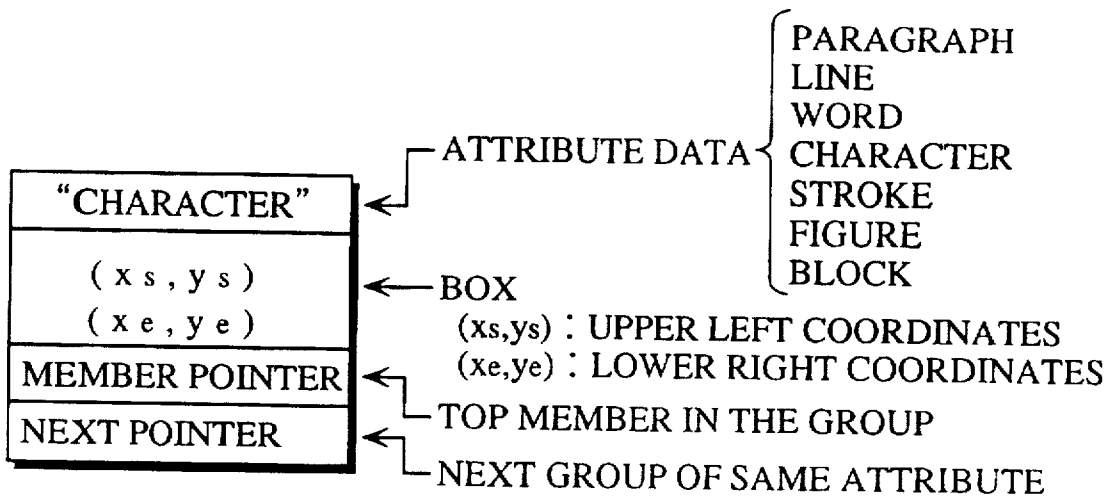 PARAGRAPH
LINE
WORD
ATTRIBUTE DATA
CHARACTER
STROKE
FIGURE
BLOCK
“CHARACTER”
(xs,ys)
(xe,ye)
BOX
(xs,ys) : UPPER LEFT COORDINATES
(xe,ye) : LOWER RIGHT COORDINATES
MEMBER POINTER
TOP MEMBER IN THE GROUP
NEXT POINTER
NEXT GROUP OF SAME ATTRIBUTE